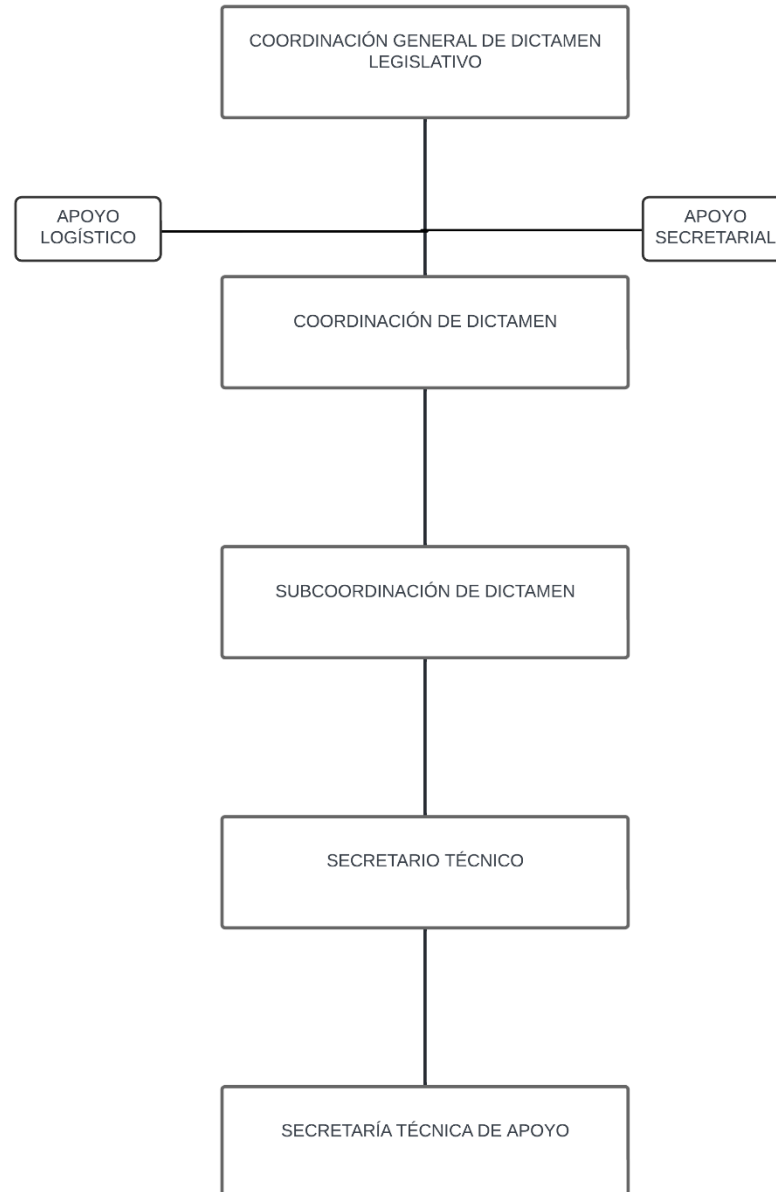 COORDINACIÓN GENERAL DE DICTAMEN
LEGISLATIVO
APOYO
LOGÍSTICO
APOYO
SECRETARIAL
COORDINACIÓN DE DICTAMEN
SUBCOORDINACIÓN DE DICTAMEN
SECRETARIO TÉCNICO
SECRETARÍA TÉCNICA DE APOYO